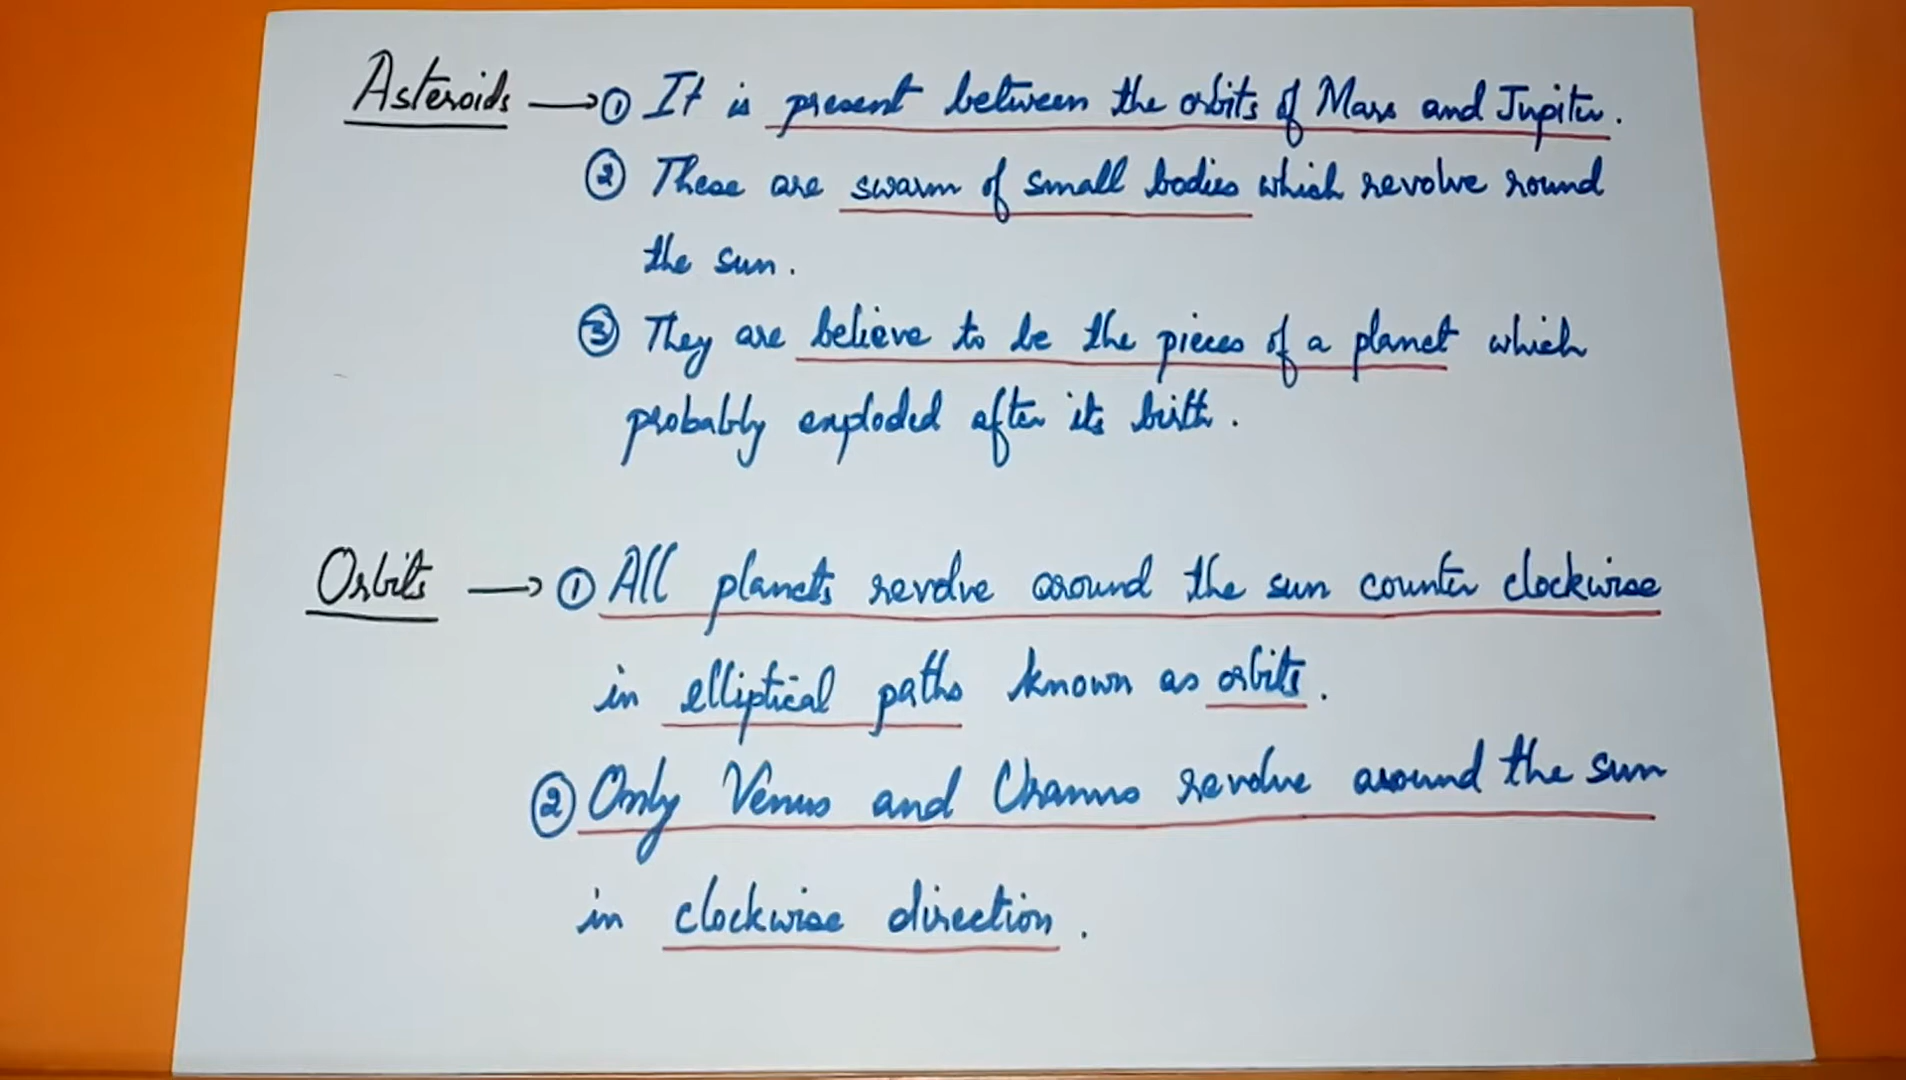 Asteroids → ① It is present between the orbits of Mars and Jupiter.
② These are swarm of small bodies which revolve round
the sun.
③ They are believe to be the pieces of a planet which
probably exploded after its birth.
Orbits → ① All planets revolve around the sun counter clockwise
in elliptical paths known as orbits.
② Only Venus and Uranus revolve around the sun
in clockwise direction.